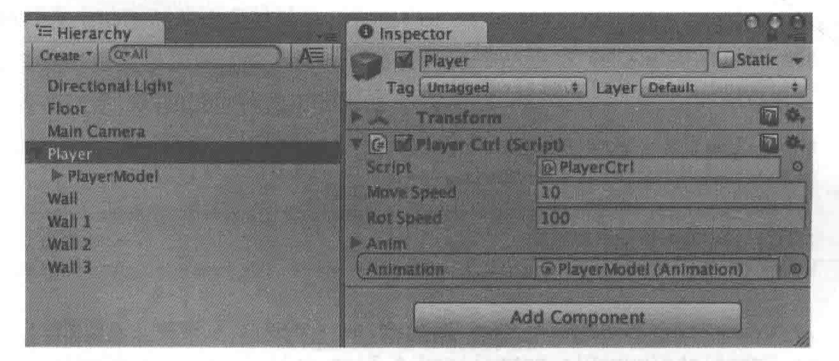 Hierarchy
Create
All
Directional Light
Floor
Main Camera
Player
PlayerModel
Wall
Wall 1
Wall 2
Wall 3
Inspector
Player
Static
Tag Untagged Layer Default
Transform
Player Ctrl (Script)
Script PlayerCtrl
Move Speed 10
Rot Speed 100
Anim
Animation PlayerModel (Animation)
Add Component